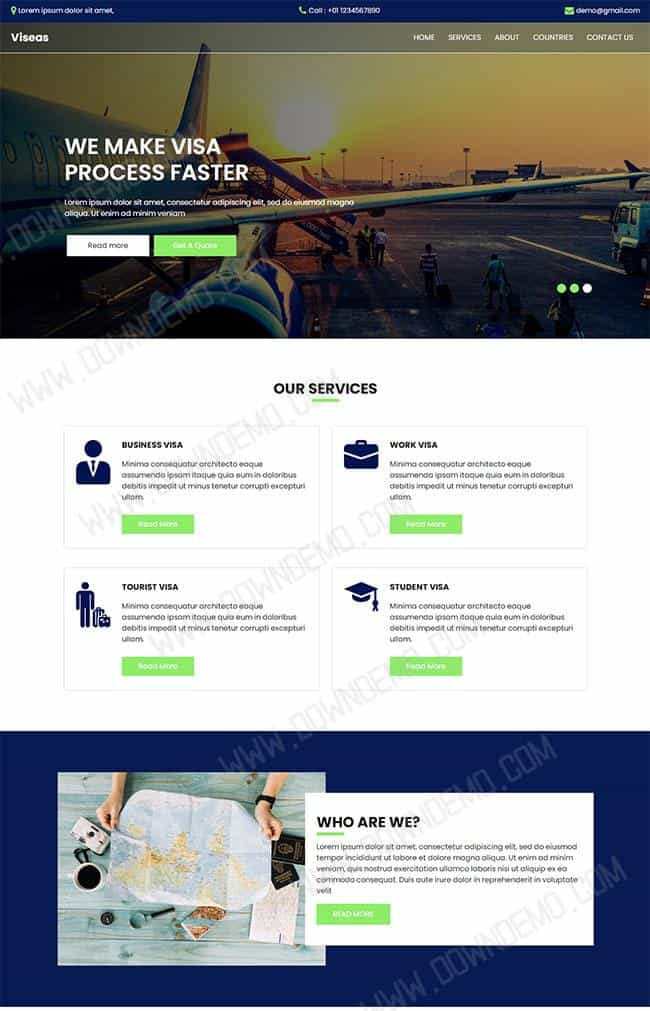 Lorem ipsum dolor sit amet,
Call : +01 1234567890
demo@gmail.com
Viseas
HOME SERVICES ABOUT COUNTRIES CONTACT US
WE MAKE VISA
PROCESS FASTER
Lorem ipsum dolor sit amet, consectetur adipiscing elit, sed do eiusmod magna
aliqua. Ut enim ad minim veniam
Read more
Get A Quote
OUR SERVICES
BUSINESS VISA
Minima consequatur architecto eaque
assumenda ipsam itaque quia eum in doloribus
debitis impedit ut minus tenetur corrupti excepturi
ullam.
Read More
WORK VISA
Minima consequatur architecto eaque
assumenda ipsam itaque quia eum in doloribus
debitis impedit ut minus tenetur corrupti excepturi
ullam.
Read More
TOURIST VISA
Minima consequatur architecto eaque
assumenda ipsam itaque quia eum in doloribus
debitis impedit ut minus tenetur corrupti excepturi
ullam.
Read More
STUDENT VISA
Minima consequatur architecto eaque
assumenda ipsam itaque quia eum in doloribus
debitis impedit ut minus tenetur corrupti excepturi
ullam.
Read More
WHO ARE WE?
Lorem ipsum dolor sit amet, consectetur adipiscing elit, sed do eiusmod
tempor incididunt ut labore et dolore magna aliqua. Ut enim ad minim
veniam, quis nostrud exercitation ullamco laboris nisi ut aliquip ex ea
commodo consequat. Duis aute irure dolor in reprehenderit in voluptate
velit
READ MORE
WWW.DOWNDEMO.COM
WWW.DOWNDEMO.COM
WWW.DOWNDEMO.COM
WWW.DOWNDEMO.COM
WWW.DOWNDEMO.COM